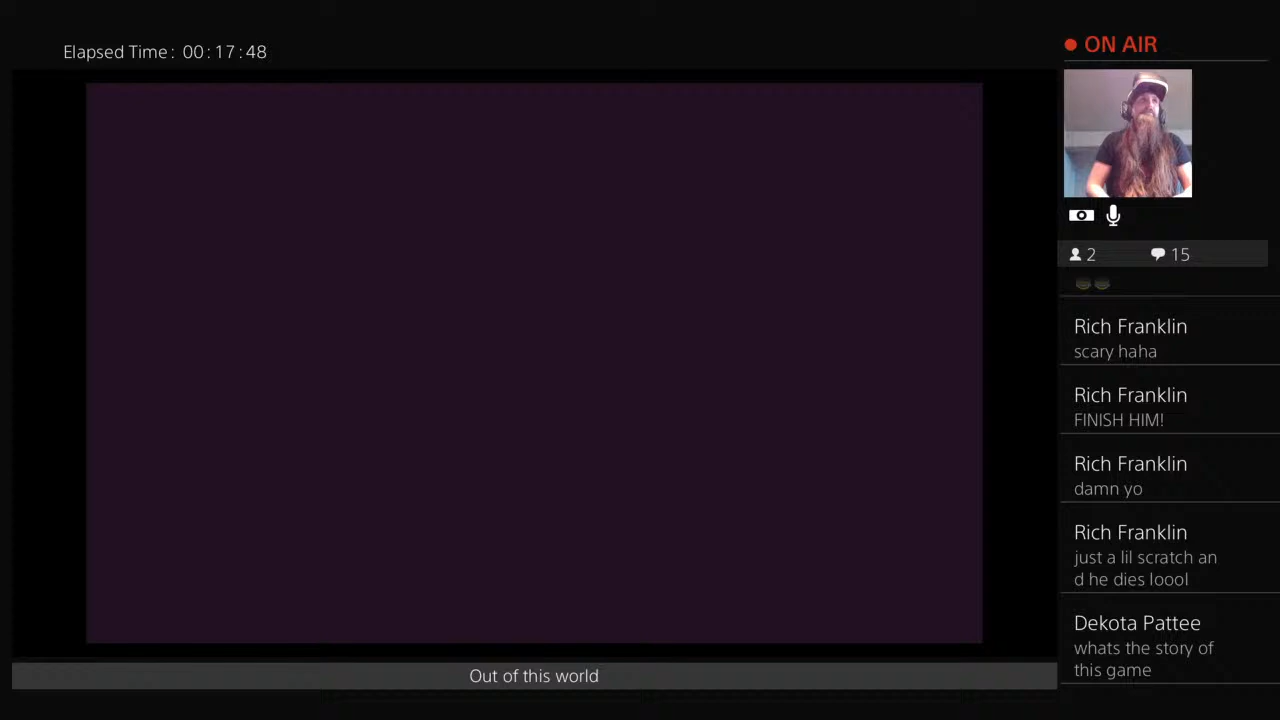 Elapsed Time: 00:17:48
ON AIR
2
15
Rich Franklin
scary haha
Rich Franklin
FINISH HIM!
Rich Franklin
damn yo
Rich Franklin
just a lil scratch an
d he dies loool
Dekota Pattee
whats the story of
this game
Out of this world